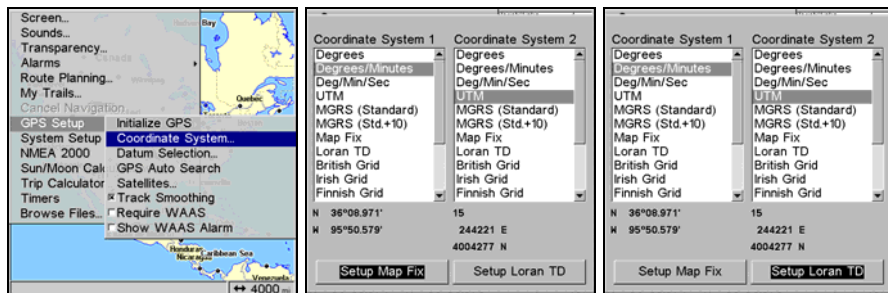 Screen...
Sounds...
Transparency...
Alarms
Route Planning...
My Trails...
Cancel Navigation
GPS Setup
System Setup
NMEA 2000
Sun/Moon Calc
Trip Calculator
Timers
Browse Files...
Initialize GPS
Coordinate System...
Datum Selection...
GPS Auto Search
Satellites...
Track Smoothing
Require WAAS
Show WAAS Alarm
Bay
Canada
Winnipeg
Quebec
Honduras
Nicaragua
Caribbean Sea
Venezuela
↔ 4000 mi
Coordinate System 1
Degrees
Degrees/Minutes
Deg/Min/Sec
UTM
MGRS (Standard)
MGRS (Std.+10)
Map Fix
Loran TD
British Grid
Irish Grid
Finnish Grid
N 36°08.971'
W 95°50.579'
Coordinate System 2
Degrees
Degrees/Minutes
Deg/Min/Sec
UTM
MGRS (Standard)
MGRS (Std.+10)
Map Fix
Loran TD
British Grid
Irish Grid
Finnish Grid
15
244221 E
4004277 N
Setup Map Fix
Setup Loran TD
Coordinate System 1
Degrees
Degrees/Minutes
Deg/Min/Sec
UTM
MGRS (Standard)
MGRS (Std.+10)
Map Fix
Loran TD
British Grid
Irish Grid
Finnish Grid
N 36°08.971'
W 95°50.579'
Coordinate System 2
Degrees
Degrees/Minutes
Deg/Min/Sec
UTM
MGRS (Standard)
MGRS (Std.+10)
Map Fix
Loran TD
British Grid
Irish Grid
Finnish Grid
15
244221 E
4004277 N
Setup Map Fix
Setup Loran TD